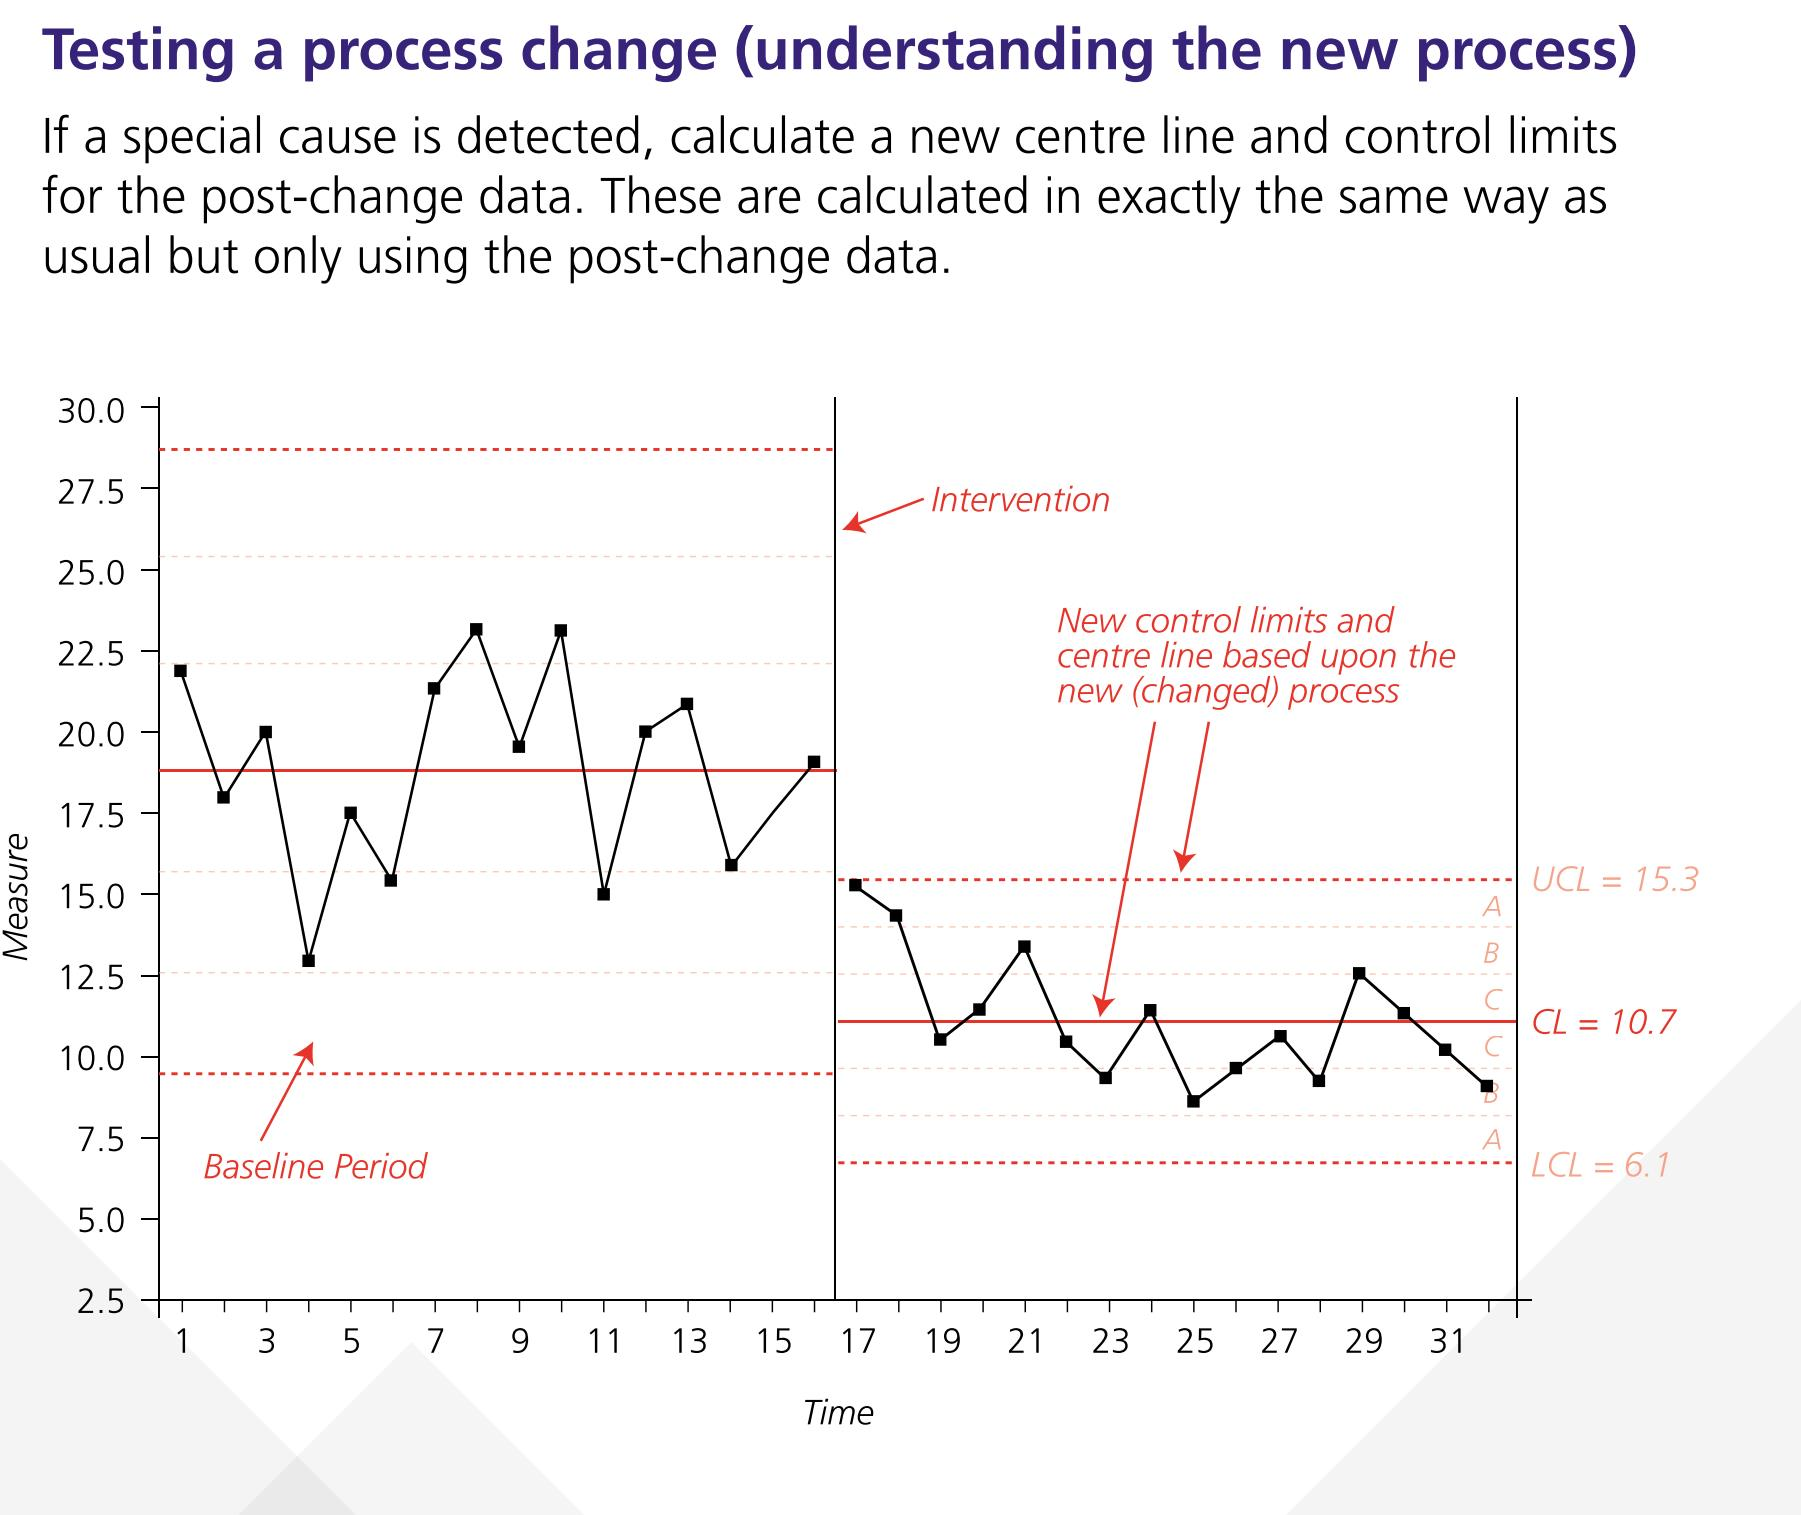 Testing a process change (understanding the new process)
If a special cause is detected, calculate a new centre line and control limits
for the post-change data. These are calculated in exactly the same way as
usual but only using the post-change data.
30.0
27.5
25.0
22.5
20.0
17.5
15.0
12.5
10.0
7.5
5.0
2.5
Measure
Intervention
New control limits and
centre line based upon the
new (changed) process
Baseline Period
UCL = 15.3
A
B
C
CL = 10.7
C
B
A
LCL = 6.1
1 3 5 7 9 11 13 15 17 19 21 23 25 27 29 31
Time